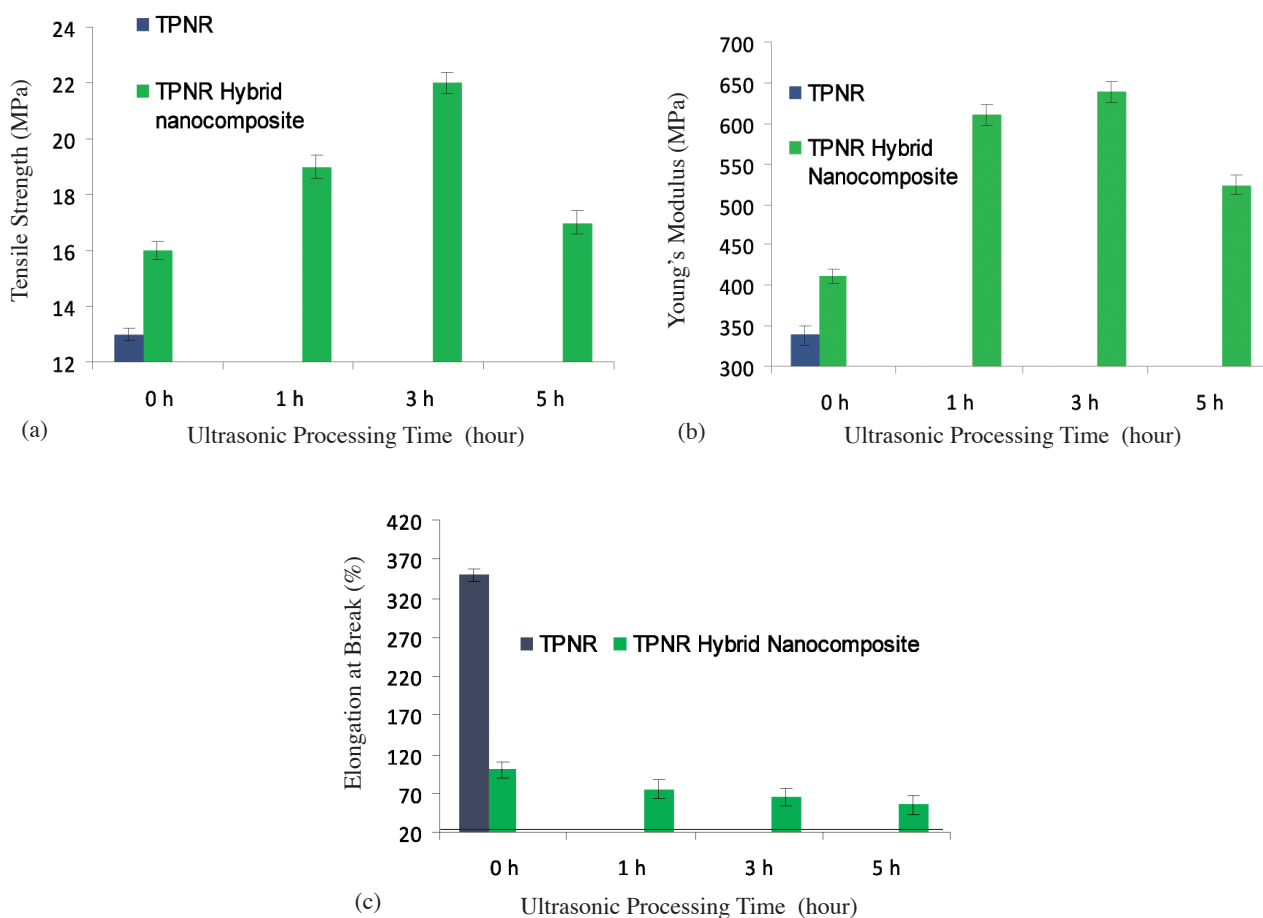 24
22
20
18
16
14
12
Tensile Strength (MPa)
TPNR
TPNR Hybrid
nanocomposite
0 h 1 h 3 h 5 h
(a)
Ultrasonic Processing Time (hour)
700
650
600
550
500
450
400
350
300
Young's Modulus (MPa)
TPNR
TPNR Hybrid
Nanocomposite
0 h 1 h 3 h 5 h
(b)
Ultrasonic Processing Time (hour)
420
370
320
270
220
170
120
70
20
Elongation at Break (%)
TPNR TPNR Hybrid Nanocomposite
0 h 1 h 3 h 5 h
(c)
Ultrasonic Processing Time (hour)